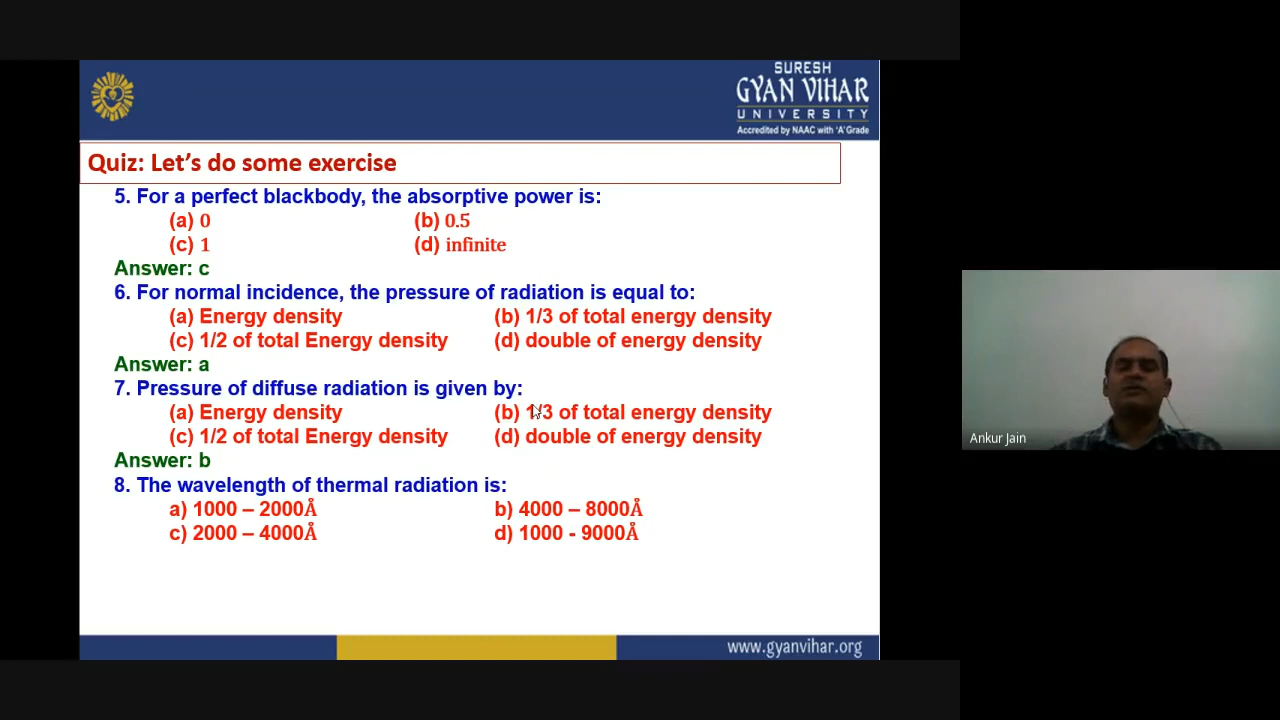 SURESH
GYAN VIHAR
UNIVERSITY
Accredited by NAAC with 'A' Grade
Quiz: Let's do some exercise
5. For a perfect blackbody, the absorptive power is:
(a) 0 (b) 0.5
(c) 1 (d) infinite
Answer: c
6. For normal incidence, the pressure of radiation is equal to:
(a) Energy density (b) 1/3 of total energy density
(c) 1/2 of total Energy density (d) double of energy density
Answer: a
7. Pressure of diffuse radiation is given by:
(a) Energy density (b) 1/3 of total energy density
(c) 1/2 of total Energy density (d) double of energy density
Answer: b
8. The wavelength of thermal radiation is:
a) 1000 – 2000Å b) 4000 – 8000Å
c) 2000 – 4000Å d) 1000 - 9000Å
Ankur Jain
www.gyanvihar.org